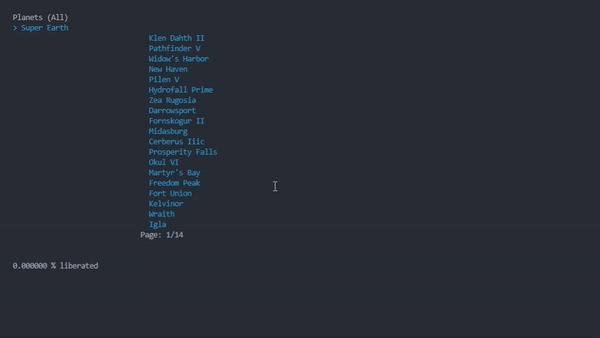 Planets (All)
> Super Earth
Klen Dahth II
Pathfinder V
Widow's Harbor
New Haven
Pilen V
Hydrofall Prime
Zea Rugosia
Darrowsport
Fornskogur II
Midasburg
Cerberus Iiic
Prosperity Falls
Okul VI
Martyr's Bay
Freedom Peak
Fort Union
Kelvinor
Wraith
Igla
Page: 1/14
0.000000 % liberated